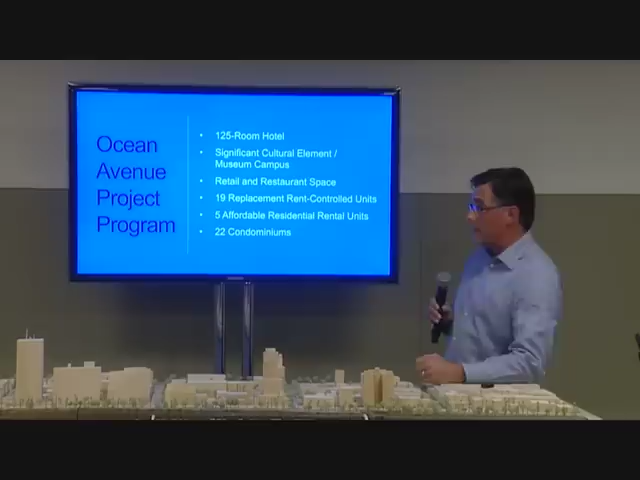 Ocean
Avenue
Project
Program
• 125-Room Hotel
• Significant Cultural Element /
Museum Campus
• Retail and Restaurant Space
• 19 Replacement Rent-Controlled Units
• 5 Affordable Residential Rental Units
• 22 Condominiums